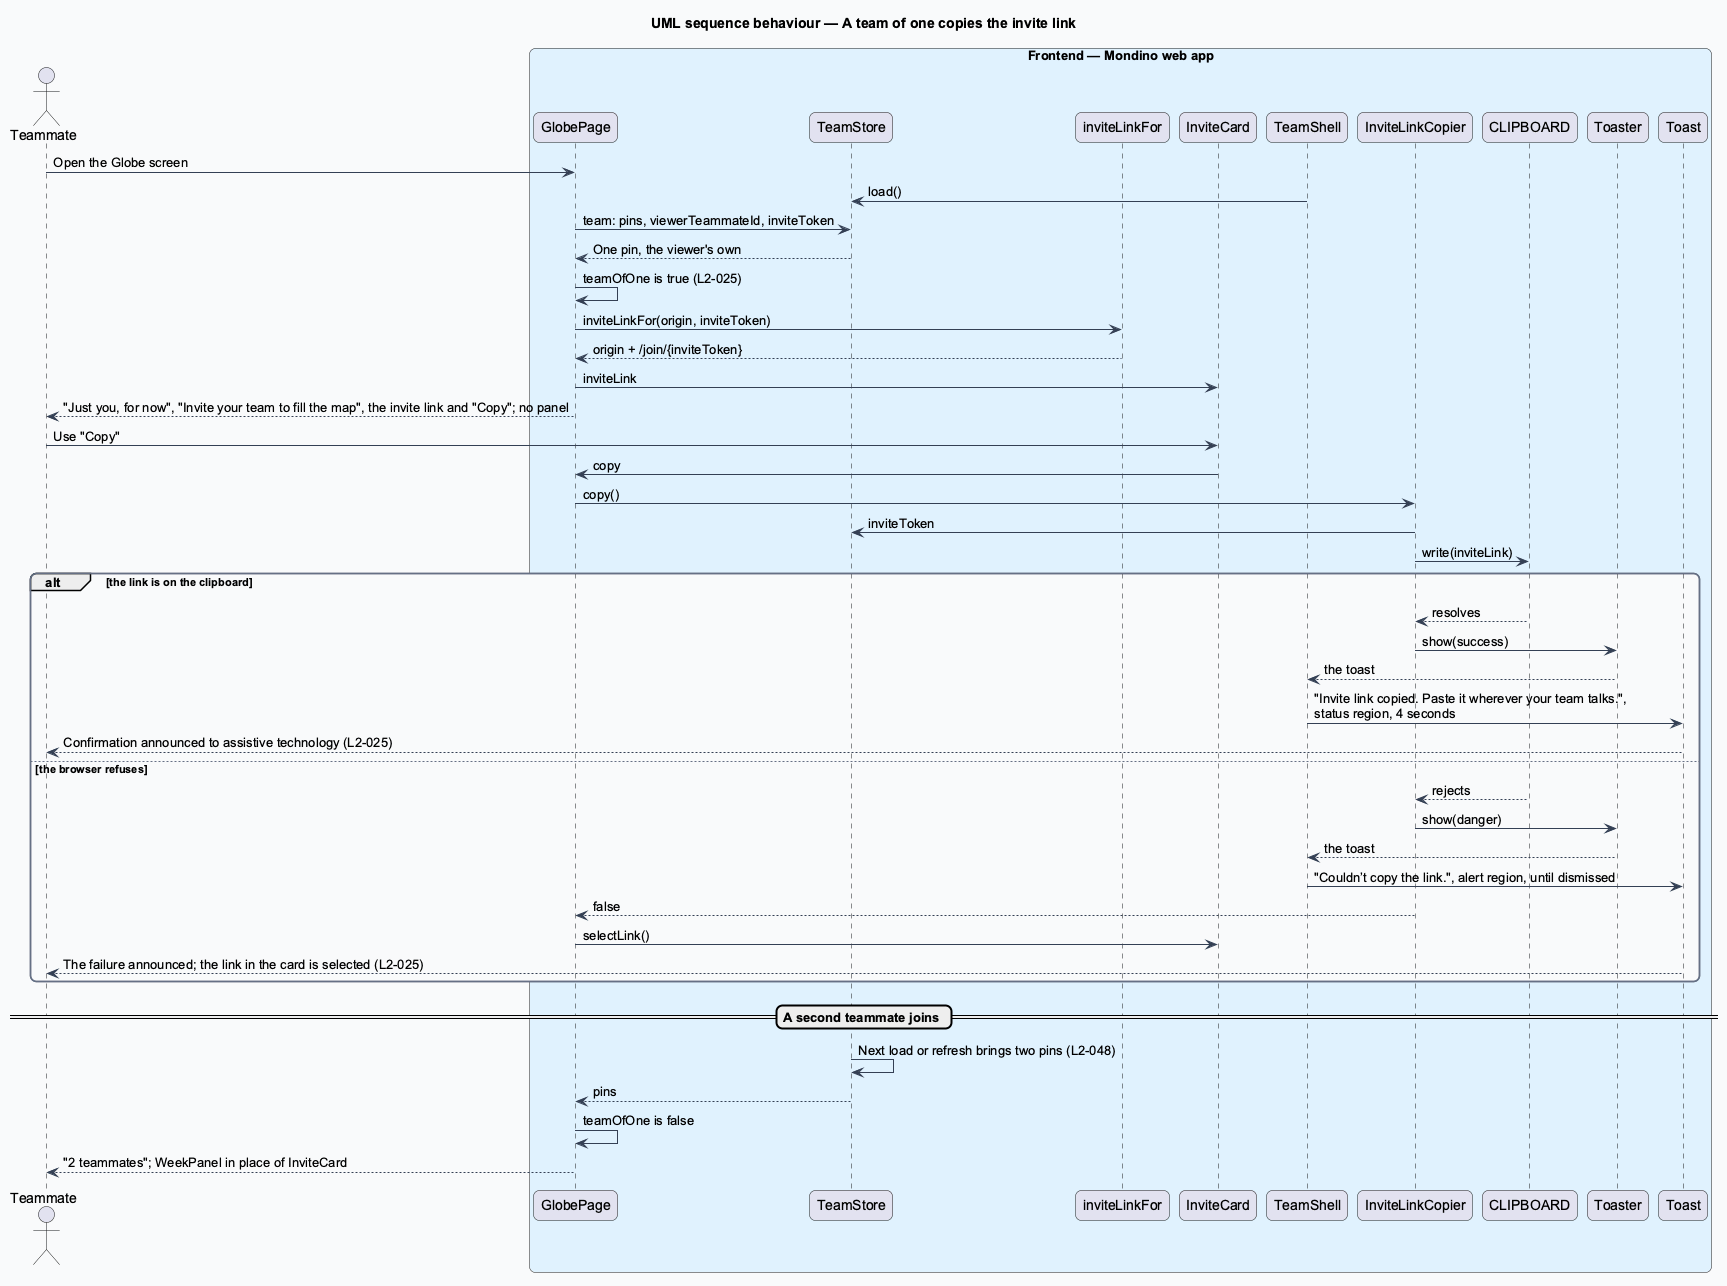 UML sequence behaviour — A team of one copies the invite link
Frontend — Mondino web app
Teammate
GlobePage
TeamStore
inviteLinkFor
InviteCard
TeamShell
InviteLinkCopier
CLIPBOARD
Toaster
Toast
Open the Globe screen
load()
team: pins, viewerTeammateId, inviteToken
One pin, the viewer's own
teamOfOne is true (L2-025)
inviteLinkFor(origin, inviteToken)
origin + /join/{inviteToken}
inviteLink
"Just you, for now", "Invite your team to fill the map", the invite link and "Copy"; no panel
Use "Copy"
copy
copy()
inviteToken
write(inviteLink)
alt
[the link is on the clipboard]
resolves
show(success)
the toast
"Invite link copied. Paste it wherever your team talks.",
status region, 4 seconds
Confirmation announced to assistive technology (L2-025)
[the browser refuses]
rejects
show(danger)
the toast
"Couldn't copy the link.", alert region, until dismissed
false
selectLink()
The failure announced; the link in the card is selected (L2-025)
A second teammate joins
Next load or refresh brings two pins (L2-048)
pins
teamOfOne is false
"2 teammates"; WeekPanel in place of InviteCard
Teammate
GlobePage
TeamStore
inviteLinkFor
InviteCard
TeamShell
InviteLinkCopier
CLIPBOARD
Toaster
Toast